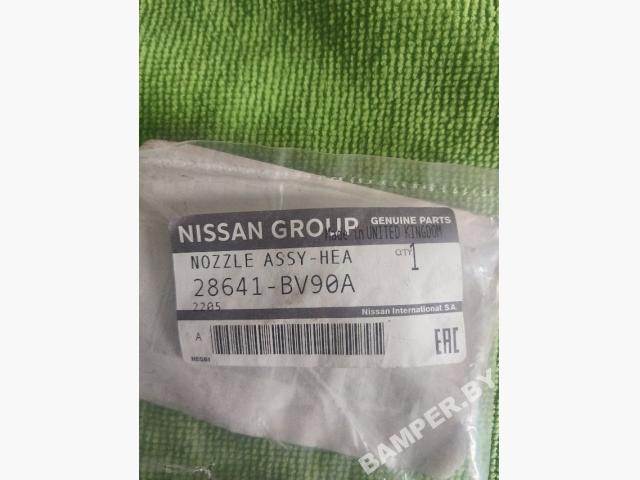 NISSAN GROUP GENUINE PARTS
Made in UNITED KINGDOM
NOZZLE ASSY-HEA QTY 1
28641-BV90A
2205
Nissan International S.A.
A
EAC
BAMPER.BY